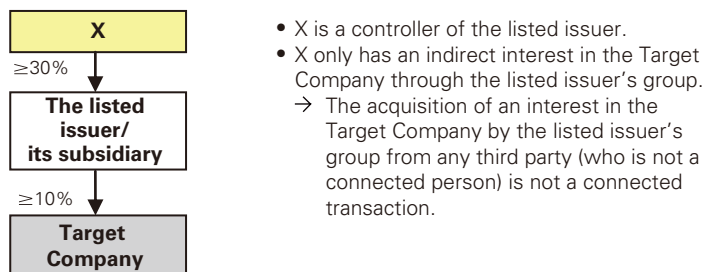 X
≥30%
The listed
issuer/
its subsidiary
≥10%
Target
Company
• X is a controller of the listed issuer.
• X only has an indirect interest in the Target
Company through the listed issuer’s group.
→ The acquisition of an interest in the
Target Company by the listed issuer’s
group from any third party (who is not a
connected person) is not a connected
transaction.